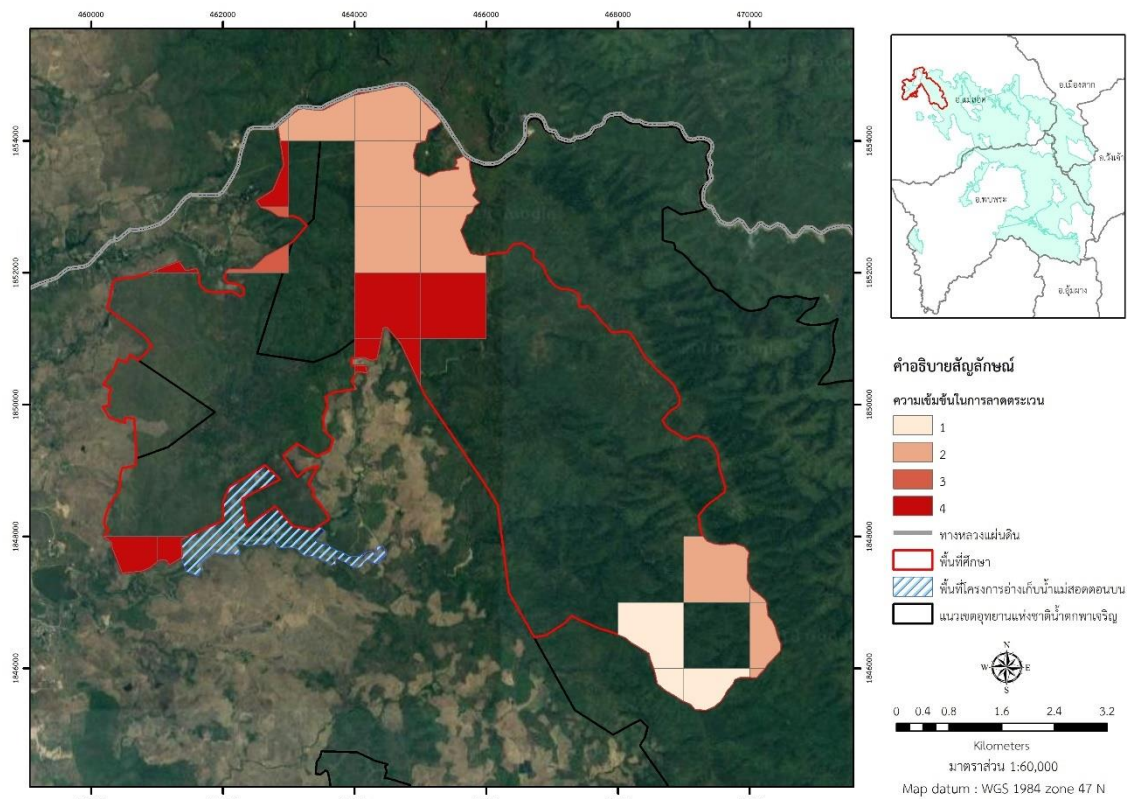 460000 462000 464000 466000 468000 470000
1854000 1854000
1852000 1852000
1850000 1850000
1848000 1848000
1846000 1846000
อ.เมืองตาก
อ.แม่สอด
อ.วังเจ้า
อ.พบพระ
อ.อุ้มผาง
คำอธิบายสัญลักษณ์
ความเข้มข้นในการลาดตระเวน
1
2
3
4
ทางหลวงแผ่นดิน
พื้นที่ศึกษา
พื้นที่โครงการอ่างเก็บน้ำแม่สอดตอนบน
แนวเขตอุทยานแห่งชาติน้ำตกพาเจริญ
N
W E
S
0 0.4 0.8 1.6 2.4 3.2
Kilometers
มาตราส่วน 1:60,000
Map datum : WGS 1984 zone 47 N